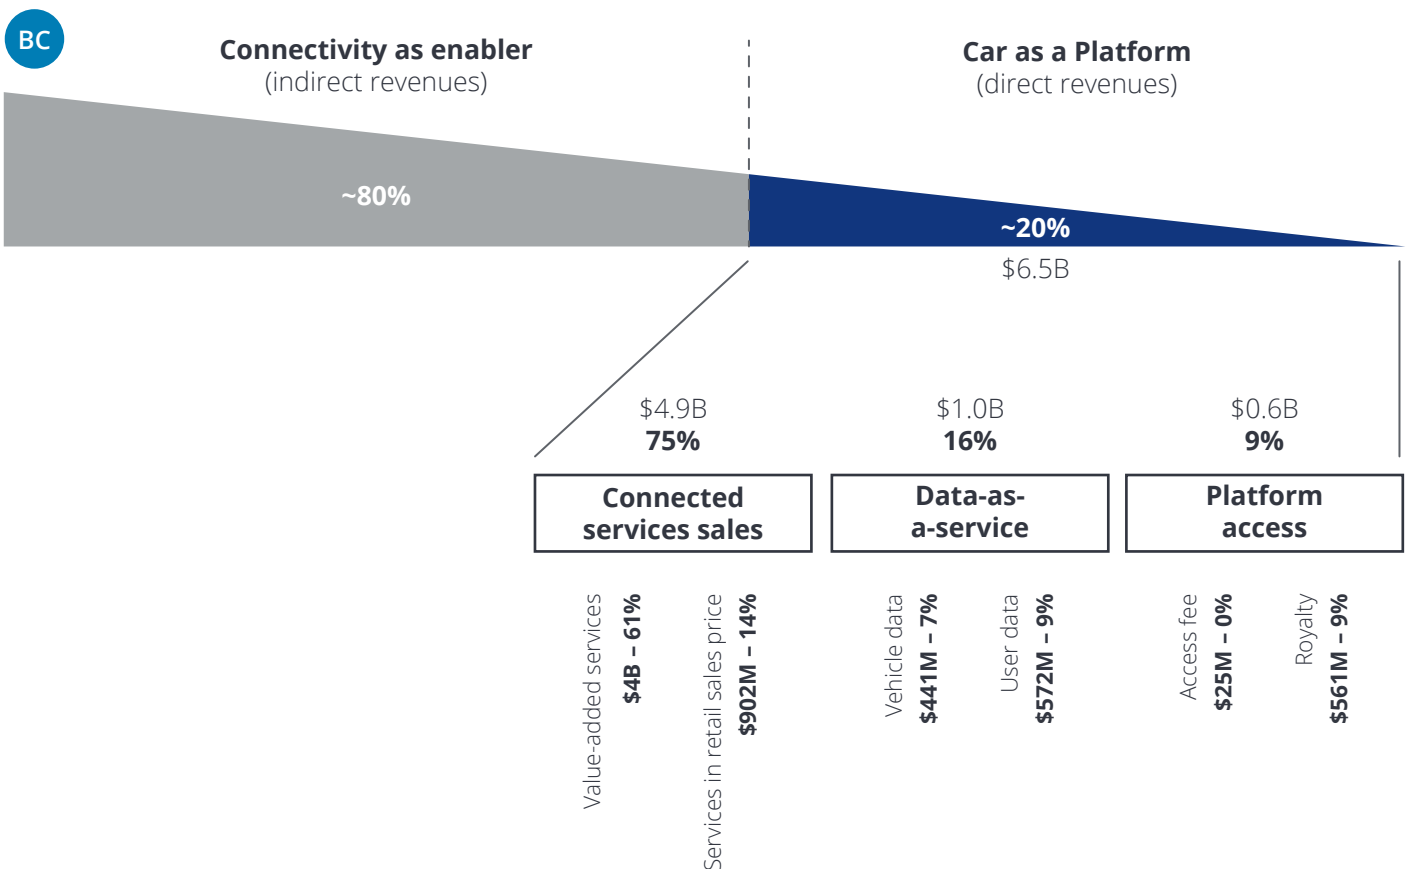 BC
Connectivity as enabler
(indirect revenues)
Car as a Platform
(direct revenues)
~80%
~20%
$6.5B
$4.9B
75%
$1.0B
16%
$0.6B
9%
Connected
services sales
Data-as-
a-service
Platform
access
Value-added services
$4B – 61%
Services in retail sales price
$902M – 14%
Vehicle data
$441M – 7%
User data
$572M – 9%
Access fee
$25M – 0%
Royalty
$561M – 9%